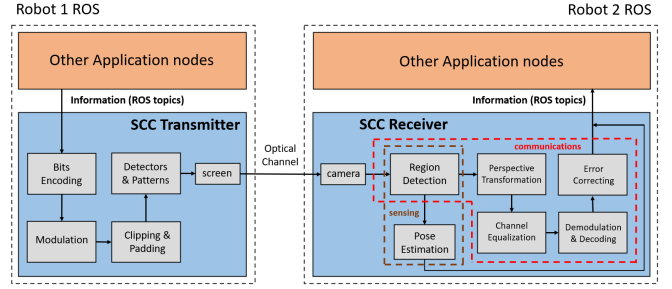 Robot 1 ROS
Other Application nodes
Information (ROS topics)
SCC Transmitter
Bits
Encoding
Modulation
Detectors
& Patterns
Clipping &
Padding
screen
Optical
Channel
Robot 2 ROS
Other Application nodes
Information (ROS topics)
SCC Receiver
communications
camera
Region
Detection
sensing
Pose
Estimation
Perspective
Transformation
Channel
Equalization
Error
Correcting
Demodulation
& Decoding